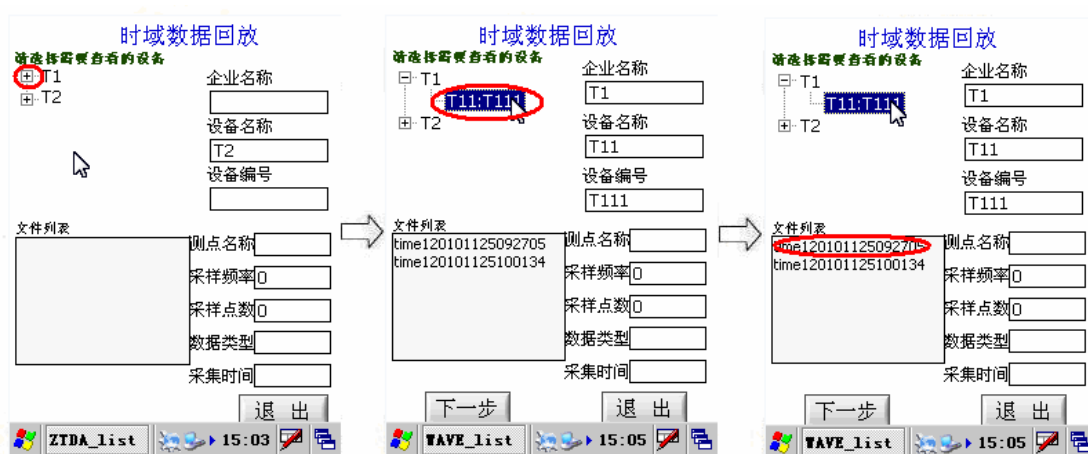 时域数据回放
请选择需要查看的设备
T1
T2
企业名称
设备名称
T2
设备编号
文件列表
测点名称
采样频率 0
采样点数 0
数据类型
采集时间
退 出
ZTDA_list
15:03
时域数据回放
请选择需要查看的设备
T1
T11:T111
T2
企业名称
T1
设备名称
T11
设备编号
T111
文件列表
time120101125092705
time120101125100134
测点名称
采样频率 0
采样点数 0
数据类型
采集时间
下一步
退 出
WAVE_list
15:05
时域数据回放
请选择需要查看的设备
T1
T11:T111
T2
企业名称
T1
设备名称
T11
设备编号
T111
文件列表
time120101125092705
time120101125100134
测点名称
采样频率 0
采样点数 0
数据类型
采集时间
下一步
退 出
WAVE_list
15:05